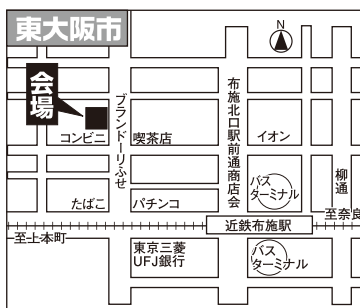 東大阪市
N
会場
ブランドーリふせ
布施北口駅前通商店会
コンビニ
喫茶店
イオン
柳通
バス
ターミナル
たばこ
パチンコ
至奈良
近鉄布施駅
至上本町
東京三菱
UFJ銀行
バス
ターミナル